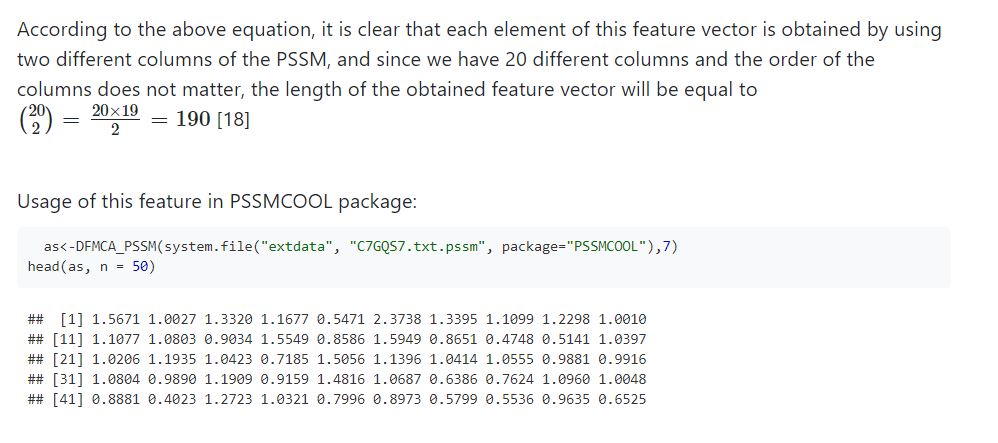 According to the above equation, it is clear that each element of this feature vector is obtained by using
two different columns of the PSSM, and since we have 20 different columns and the order of the
columns does not matter, the length of the obtained feature vector will be equal to
(20 2) = 20×19 / 2 = 190 [18]
Usage of this feature in PSSMCOOL package:
as<-DFMCA_PSSM(system.file("extdata", "C7GQS7.txt.pssm", package="PSSMCOOL"),7)
head(as, n = 50)
## [1] 1.5671 1.0027 1.3320 1.1677 0.5471 2.3738 1.3395 1.1099 1.2298 1.0010
## [11] 1.1077 1.0803 0.9034 1.5549 0.8586 1.5949 0.8651 0.4748 0.5141 1.0397
## [21] 1.0206 1.1935 1.0423 0.7185 1.5056 1.1396 1.0414 1.0555 0.9881 0.9916
## [31] 1.0804 0.9890 1.1909 0.9159 1.4816 1.0687 0.6386 0.7624 1.0960 1.0048
## [41] 0.8881 0.4023 1.2723 1.0321 0.7996 0.8973 0.5799 0.5536 0.9635 0.6525